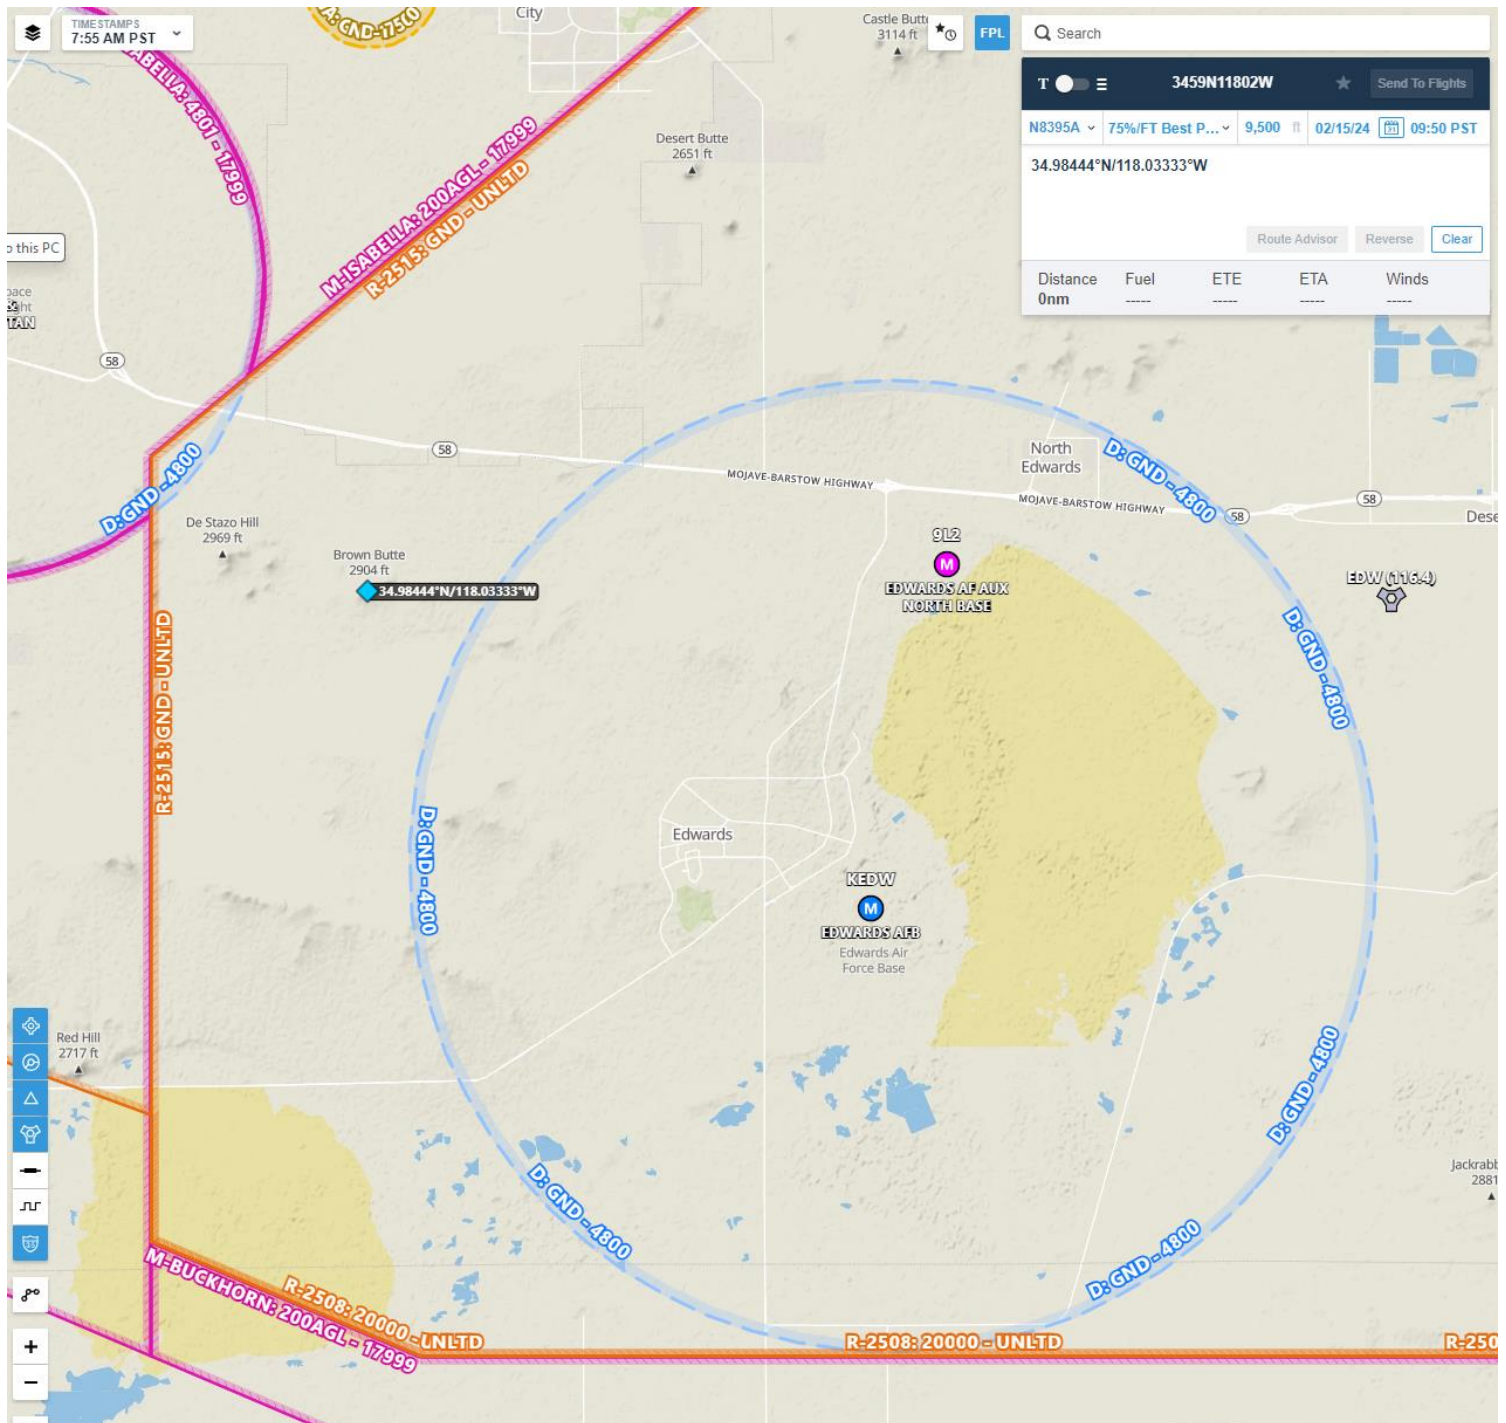 TIMESTAMPS
7:55 AM PST
City
Castle Butte
3114 ft
FPL
Search
T
3459N11802W
Send To Flights
N8395A
75%/FT Best P...
9,500 ft
02/15/24
31
09:50 PST
34.98444°N/118.03333°W
Route Advisor
Reverse
Clear
Distance
Fuel
ETE
ETA
Winds
0nm
-----
-----
-----
-----
A: GND-17500
ISABELLA: 4801 - 17999
M-ISABELLA: 200AGL - 17999
R-2515: GND - UNLTD
Desert Butte
2651 ft
o this PC
pace
ght
TAN
58
58
MOJAVE-BARSTOW HIGHWAY
North
Edwards
D: GND - 4800
MOJAVE-BARSTOW HIGHWAY
58
58
Dese
D: GND - 4800
De Stazo Hill
2969 ft
Brown Butte
2904 ft
34.98444°N/118.03333°W
9L2
M
EDWARDS AF AUX
NORTH BASE
EDW (116.4)
D: GND - 4800
R-2515: GND - UNLTD
D: GND - 4800
Edwards
KEDW
M
EDWARDS AFB
Edwards Air
Force Base
Red Hill
2717 ft
D: GND - 4800
D: GND - 4800
D: GND - 4800
Jackrabb
2881
M-BUCKHORN: 200AGL - 17999
R-2508: 20000 - UNLTD
R-2508: 20000 - UNLTD
R-250
+
−